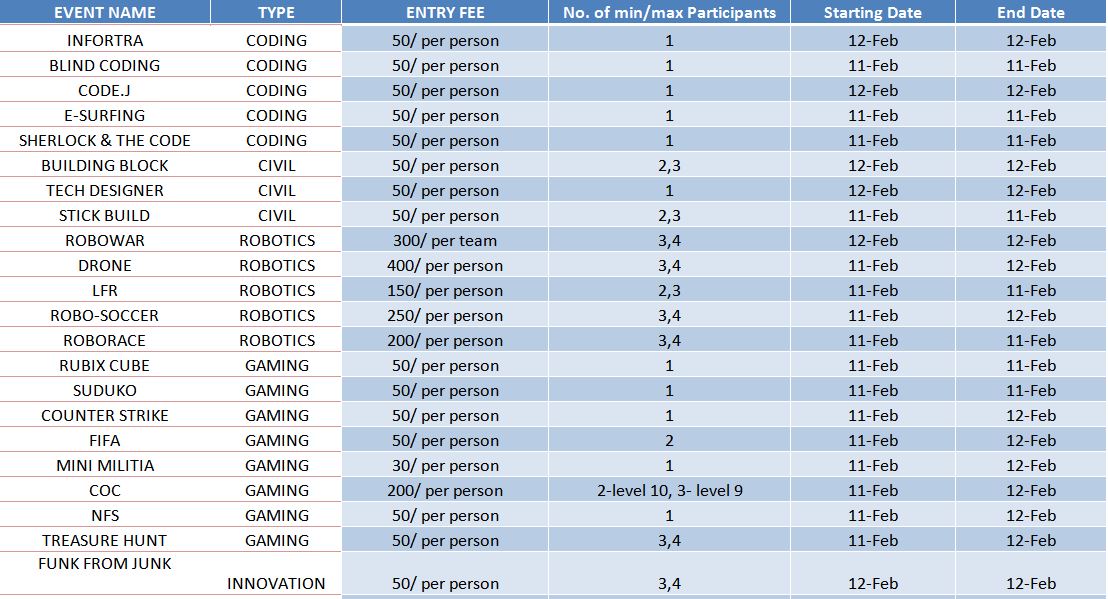 EVENT NAME TYPE ENTRY FEE No. of min/max Participants Starting Date End Date
INFORTRA CODING 50/ per person 1 12-Feb 12-Feb
BLIND CODING CODING 50/ per person 1 11-Feb 11-Feb
CODE.J CODING 50/ per person 1 12-Feb 12-Feb
E-SURFING CODING 50/ per person 1 11-Feb 11-Feb
SHERLOCK & THE CODE CODING 50/ per person 1 11-Feb 11-Feb
BUILDING BLOCK CIVIL 50/ per person 2,3 12-Feb 12-Feb
TECH DESIGNER CIVIL 50/ per person 1 12-Feb 12-Feb
STICK BUILD CIVIL 50/ per person 2,3 11-Feb 11-Feb
ROBOWAR ROBOTICS 300/ per team 3,4 12-Feb 12-Feb
DRONE ROBOTICS 400/ per person 3,4 11-Feb 12-Feb
LFR ROBOTICS 150/ per person 2,3 11-Feb 11-Feb
ROBO-SOCCER ROBOTICS 250/ per person 3,4 11-Feb 11-Feb
ROBORACE ROBOTICS 200/ per person 3,4 11-Feb 11-Feb
RUBIX CUBE GAMING 50/ per person 1 11-Feb 11-Feb
SUDUKO GAMING 50/ per person 1 11-Feb 11-Feb
COUNTER STRIKE GAMING 50/ per person 1 11-Feb 12-Feb
FIFA GAMING 50/ per person 2 11-Feb 12-Feb
MINI MILITIA GAMING 30/ per person 1 11-Feb 12-Feb
COC GAMING 200/ per person 2-level 10, 3- level 9 11-Feb 12-Feb
NFS GAMING 50/ per person 1 11-Feb 12-Feb
TREASURE HUNT GAMING 50/ per person 3,4 11-Feb 12-Feb
FUNK FROM JUNK
INNOVATION 50/ per person 3,4 12-Feb 12-Feb